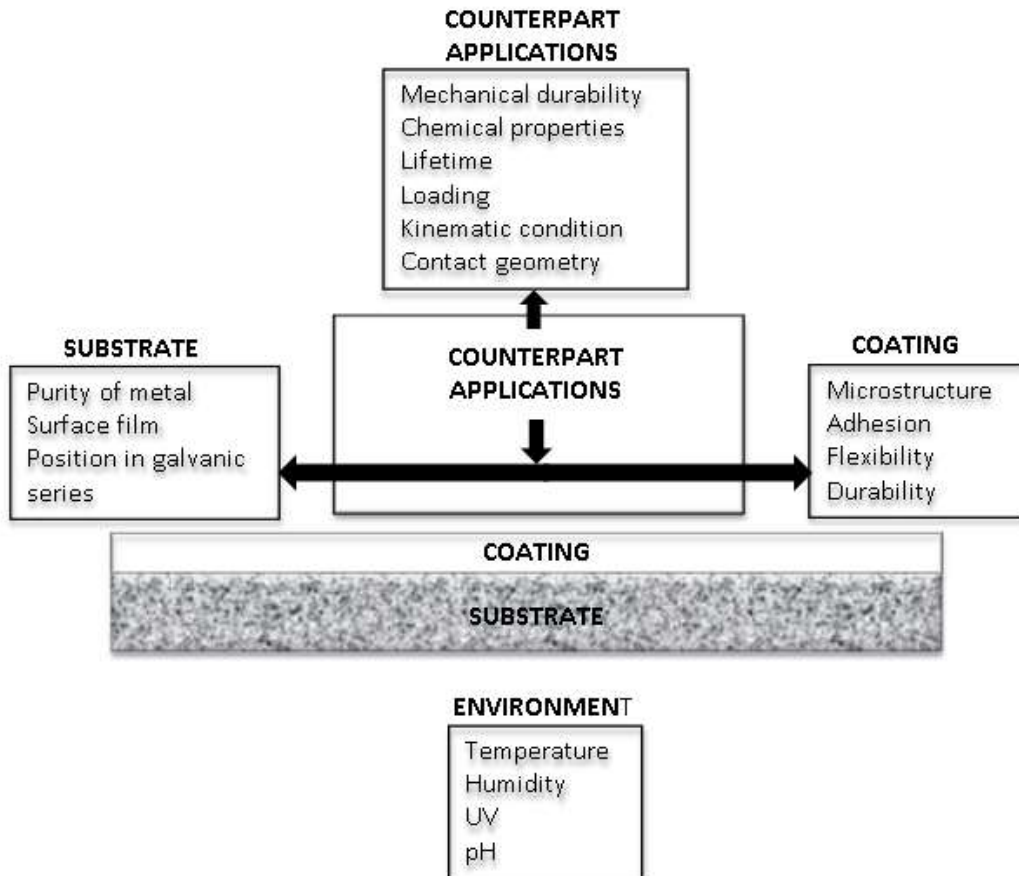 COUNTERPART
APPLICATIONS
Mechanical durability
Chemical properties
Lifetime
Loading
Kinematic condition
Contact geometry
SUBSTRATE
Purity of metal
Surface film
Position in galvanic
series
COUNTERPART
APPLICATIONS
COATING
Microstructure
Adhesion
Flexibility
Durability
COATING
SUBSTRATE
ENVIRONMENT
Temperature
Humidity
UV
pH